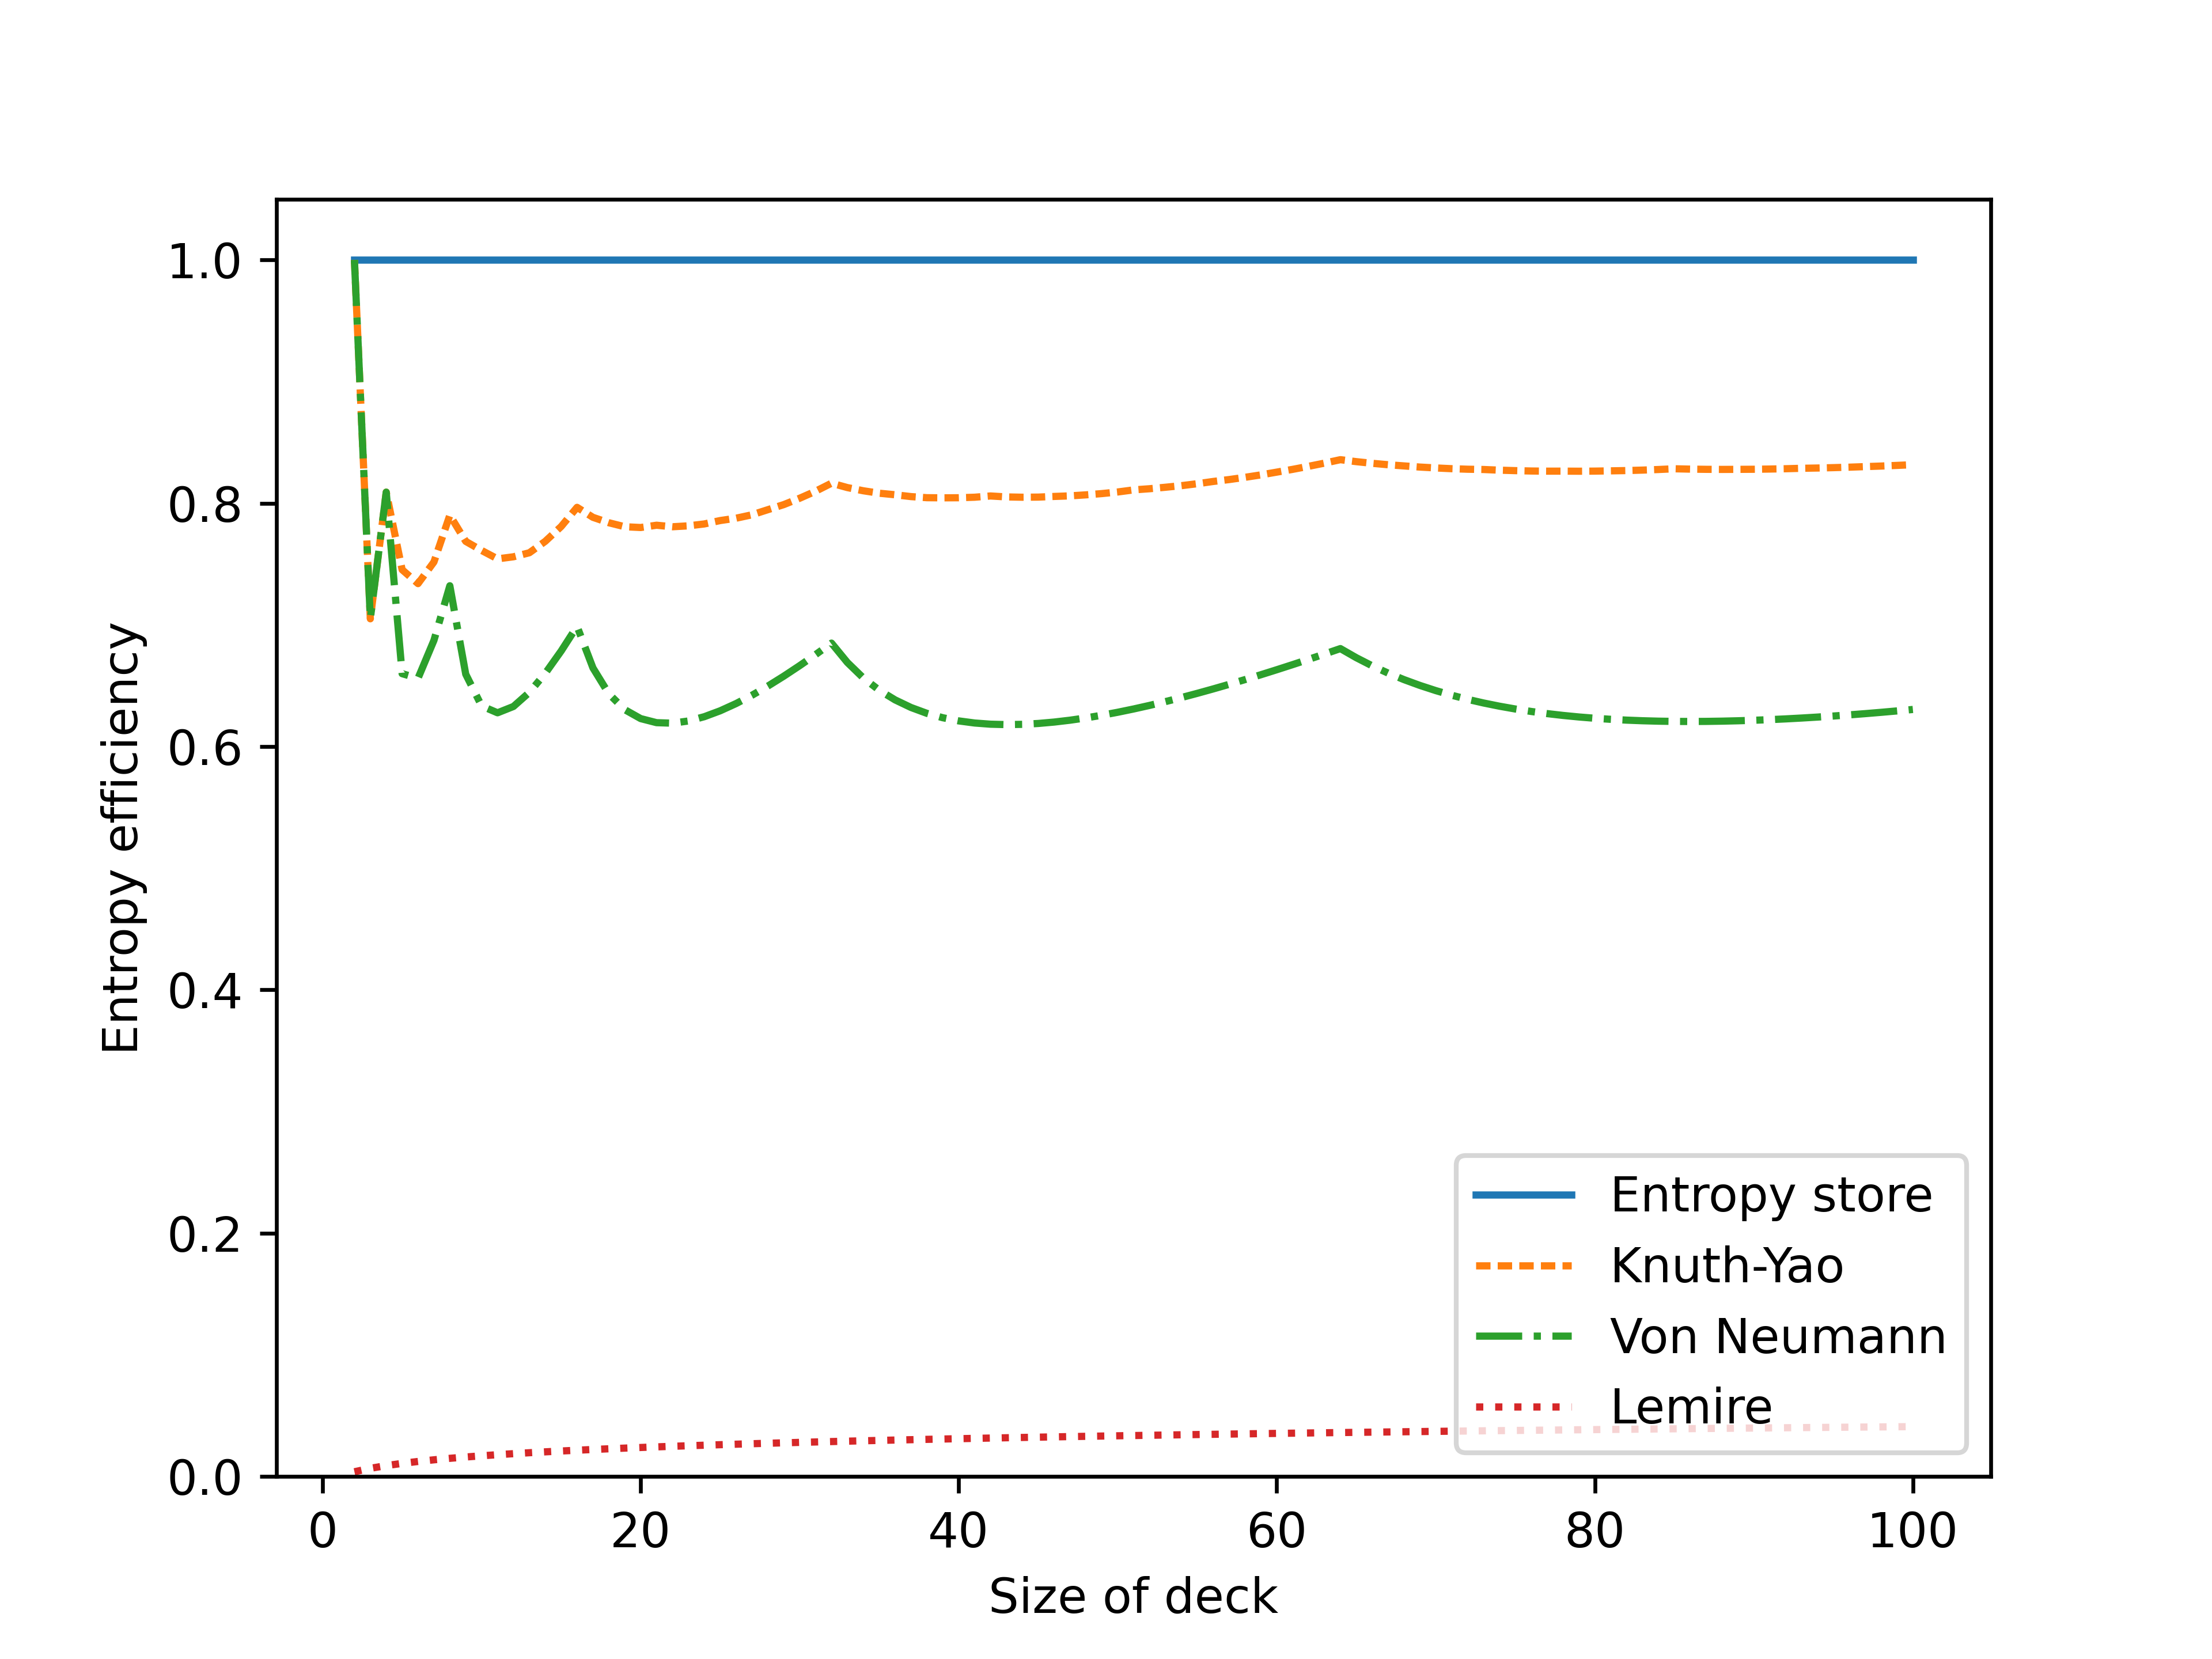 1.0
0.8
0.6
0.4
0.2
0.0
Entropy efficiency
Entropy store
Knuth-Yao
Von Neumann
Lemire
0 20 40 60 80 100
Size of deck